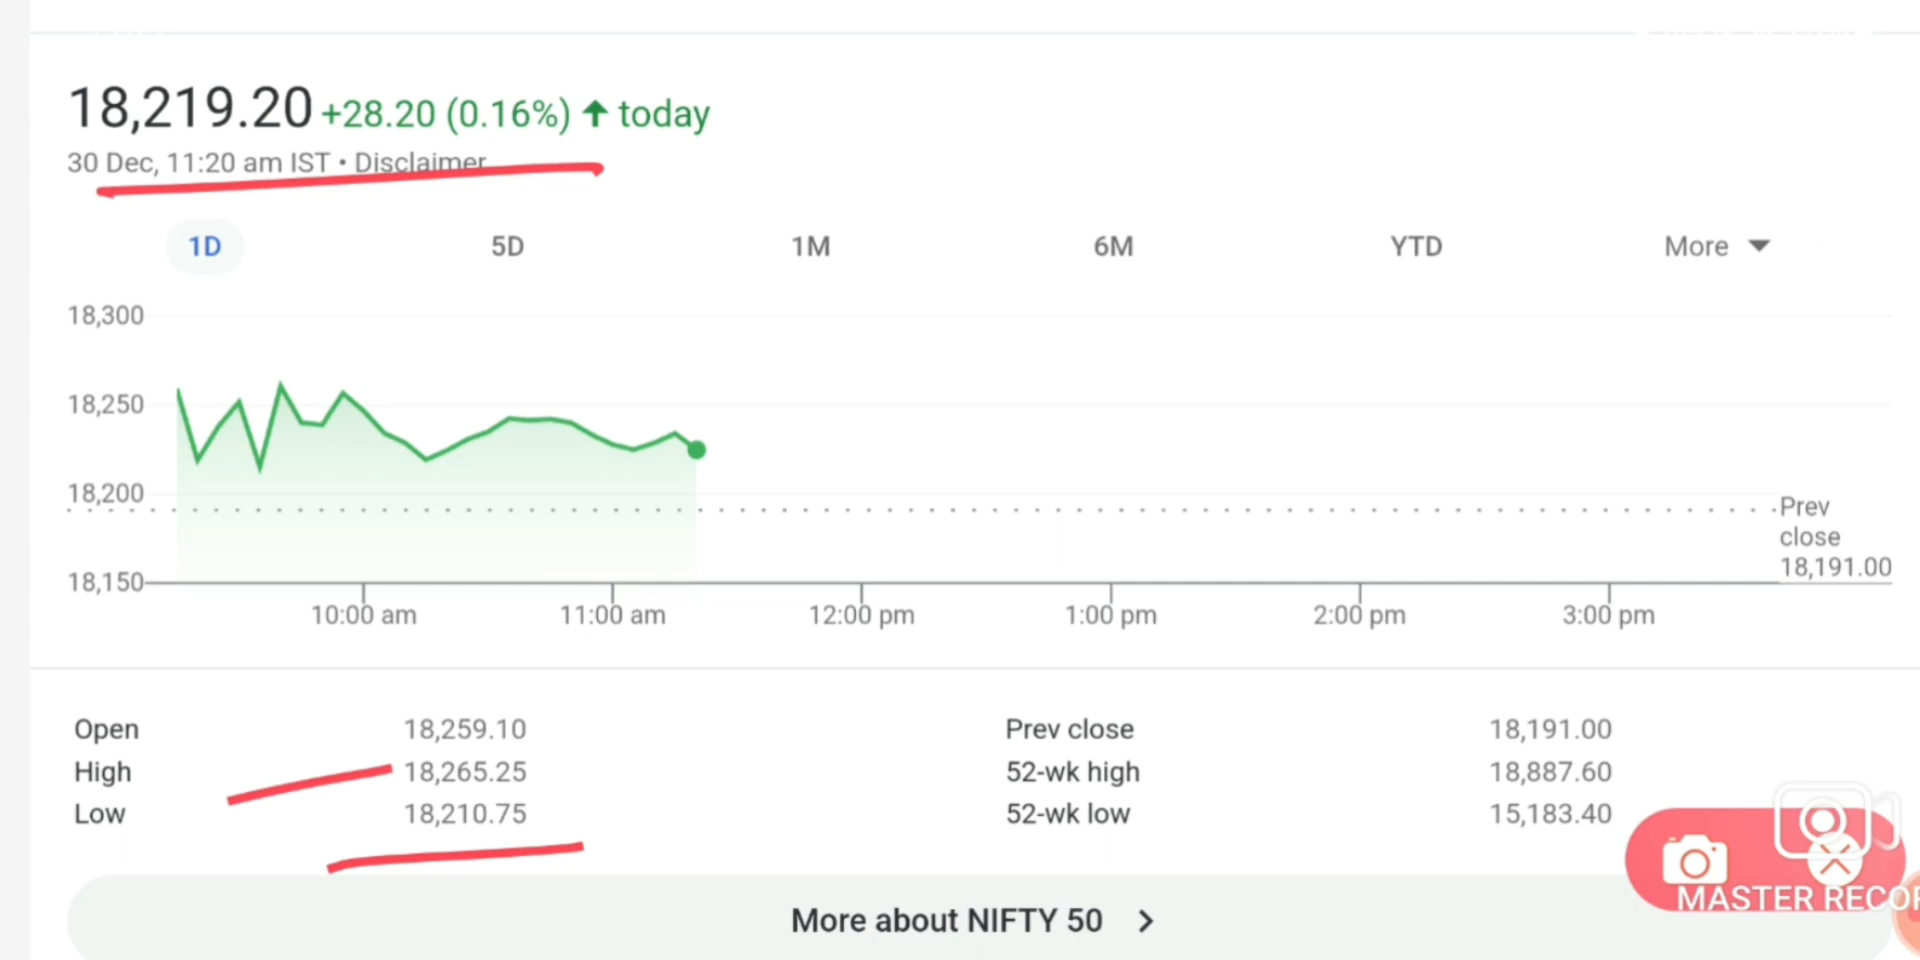 18,219.20 +28.20 (0.16%) ↑ today
30 Dec, 11:20 am IST • Disclaimer
1D 5D 1M 6M YTD More
18,300
18,250
18,200
18,150
Prev
close
18,191.00
10:00 am 11:00 am 12:00 pm 1:00 pm 2:00 pm 3:00 pm
Open 18,259.10 Prev close 18,191.00
High 18,265.25 52-wk high 18,887.60
Low 18,210.75 52-wk low 15,183.40
MASTER RECOR
More about NIFTY 50 >